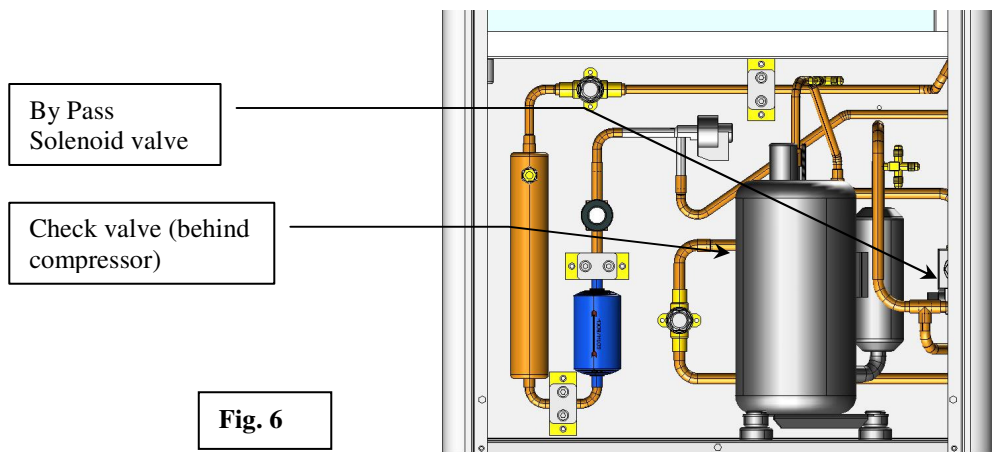 By Pass
Solenoid valve
Check valve (behind
compressor)
Fig. 6